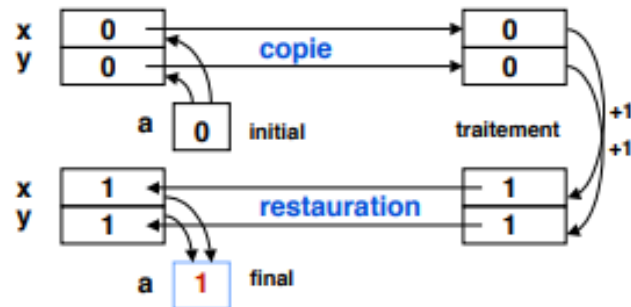 x 0 0
copie
y 0 0
+1
a 0 initial traitement
+1
x 1 1
restauration
y 1 1
a 1 final